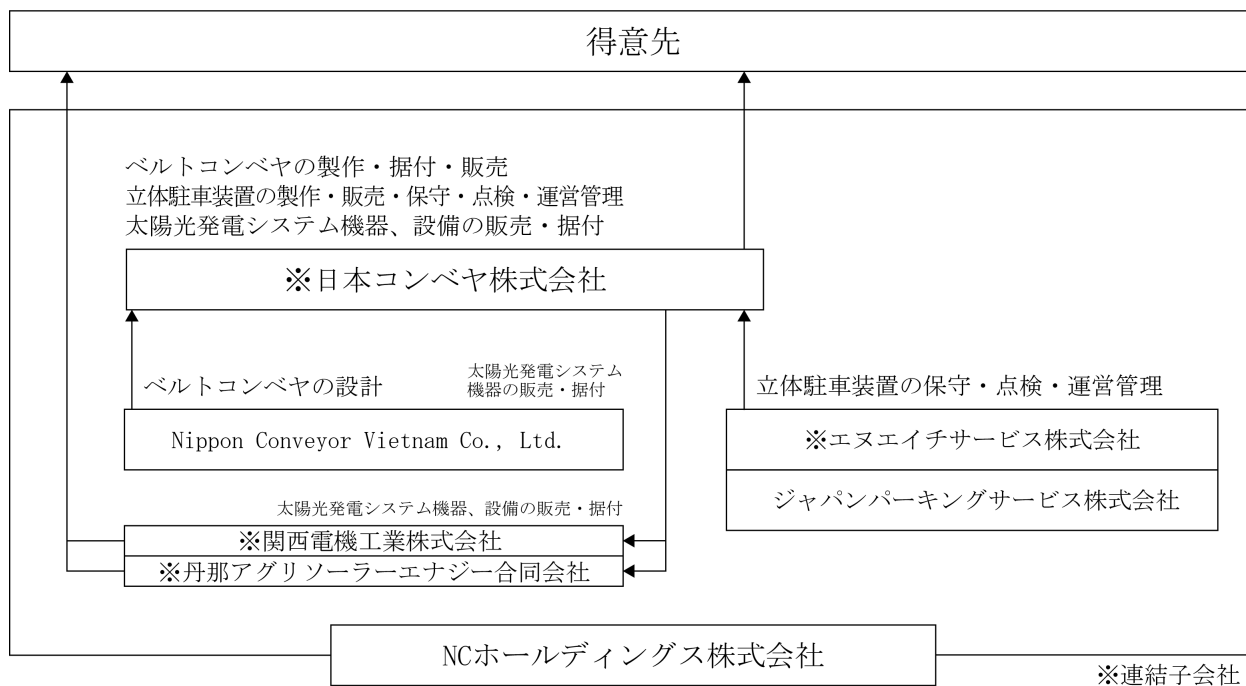 得意先
ベルトコンベヤの製作・据付・販売
立体駐車装置の製作・販売・保守・点検・運営管理
太陽光発電システム機器、設備の販売・据付
※日本コンベヤ株式会社
ベルトコンベヤの設計
太陽光発電システム
機器の販売・据付
立体駐車装置の保守・点検・運営管理
Nippon Conveyor Vietnam Co., Ltd.
※エヌエイチサービス株式会社
ジャパンパーキングサービス株式会社
太陽光発電システム機器、設備の販売・据付
※関西電機工業株式会社
※丹那アグリソーラーエナジー合同会社
NCホールディングス株式会社
※連結子会社